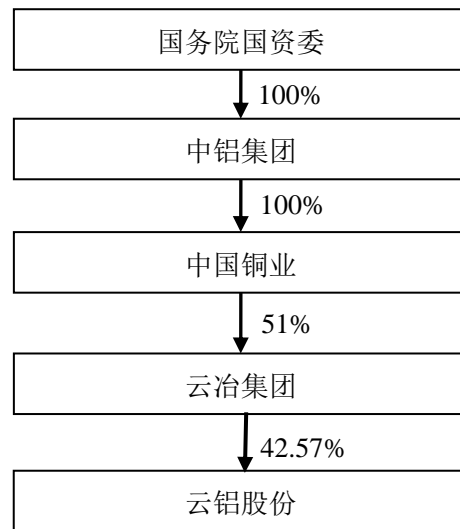 国务院国资委
100%
中铝集团
100%
中国铜业
51%
云冶集团
42.57%
云铝股份